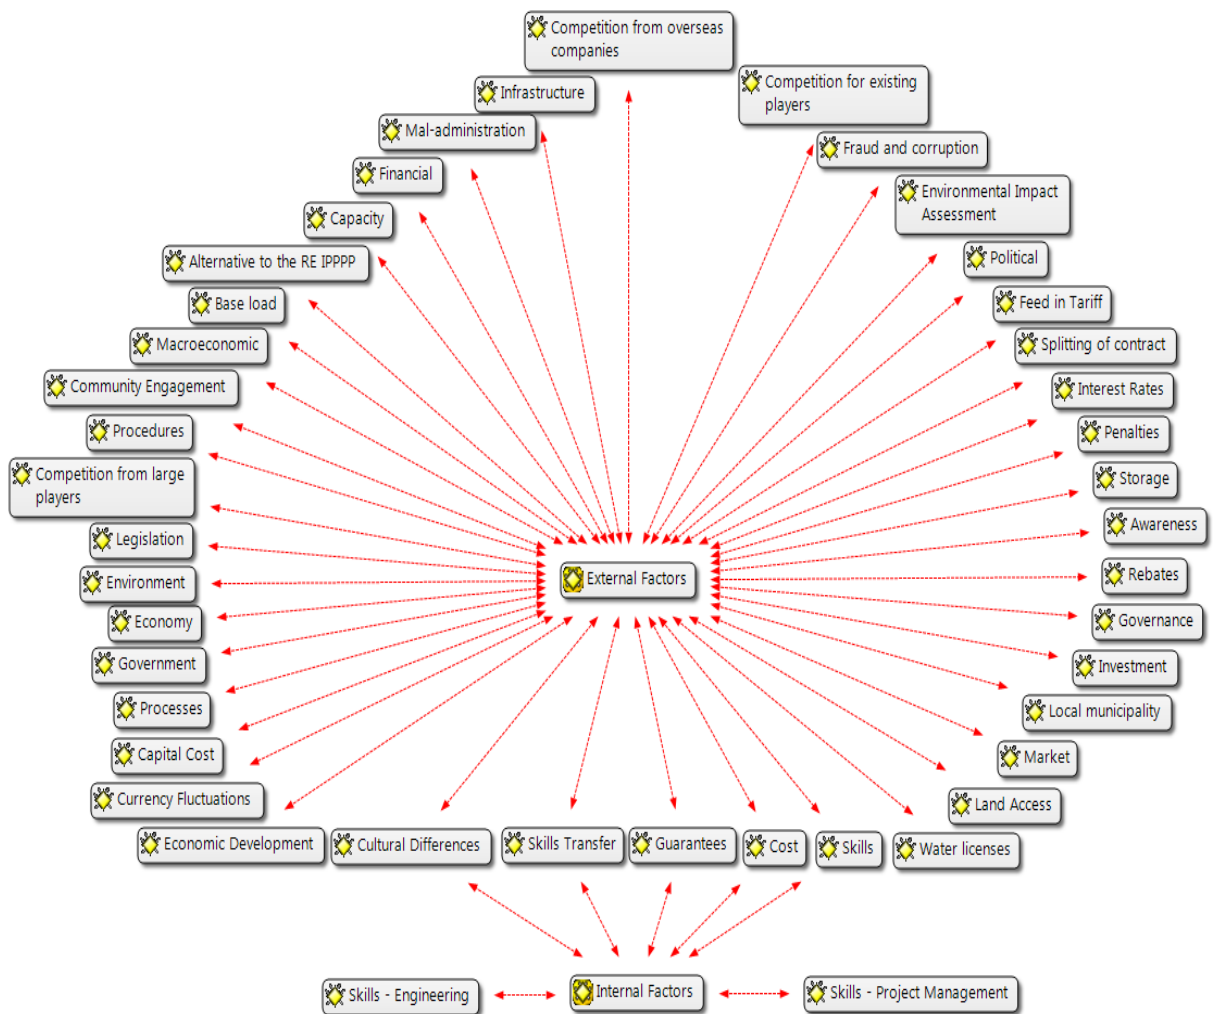 Competition from overseas
companies
Competition for existing
players
Infrastructure
Mal-administration
Fraud and corruption
Financial
Environmental Impact
Assessment
Capacity
Political
Alternative to the RE IPPPP
Base load
Feed in Tariff
Macroeconomic
Splitting of contract
Community Engagement
Interest Rates
Procedures
Penalties
Competition from large
players
Storage
Legislation
Awareness
External Factors
Environment
Rebates
Economy
Governance
Government
Investment
Processes
Local municipality
Capital Cost
Market
Currency Fluctuations
Land Access
Economic Development
Cultural Differences
Skills Transfer
Guarantees
Cost
Skills
Water licenses
Skills - Engineering
Internal Factors
Skills - Project Management